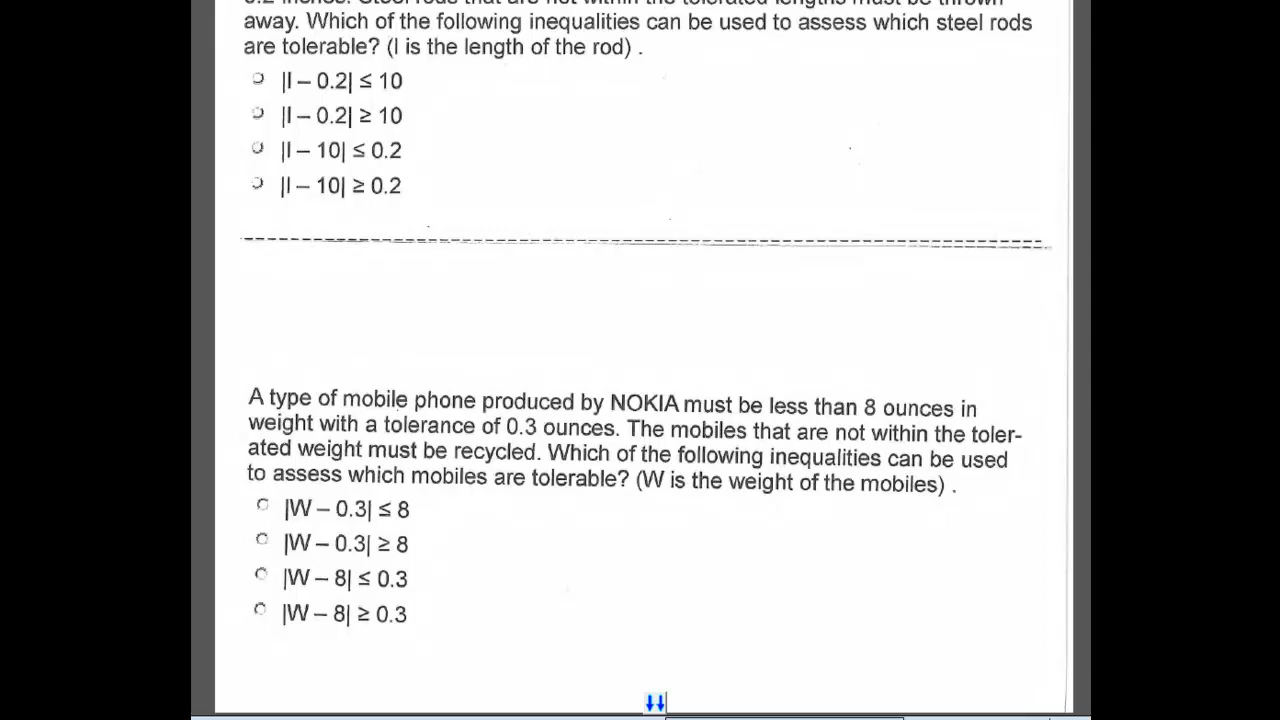 away. Which of the following inequalities can be used to assess which steel rods
are tolerable? (l is the length of the rod) .
|l – 0.2| ≤ 10
|l – 0.2| ≥ 10
|l – 10| ≤ 0.2
|l – 10| ≥ 0.2
A type of mobile phone produced by NOKIA must be less than 8 ounces in
weight with a tolerance of 0.3 ounces. The mobiles that are not within the toler-
ated weight must be recycled. Which of the following inequalities can be used
to assess which mobiles are tolerable? (W is the weight of the mobiles) .
|W – 0.3| ≤ 8
|W – 0.3| ≥ 8
|W – 8| ≤ 0.3
|W – 8| ≥ 0.3